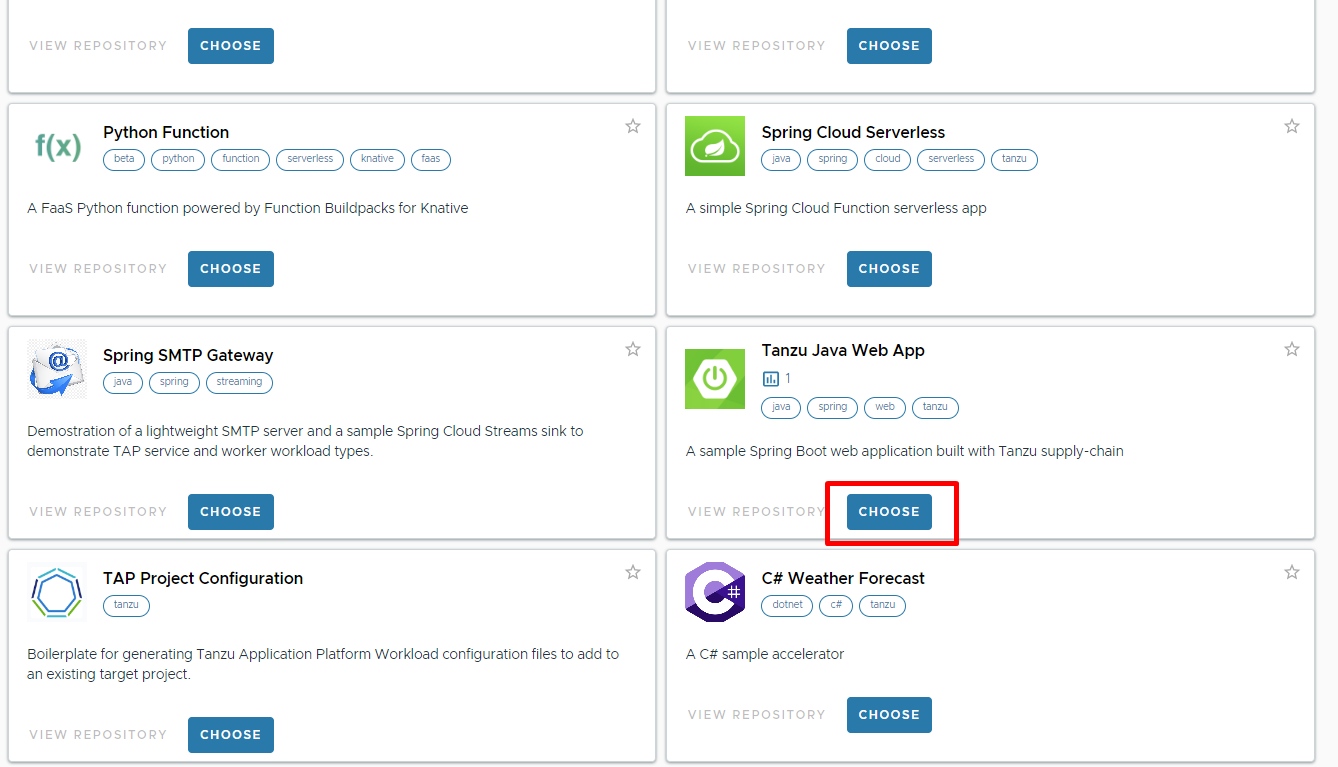 VIEW REPOSITORY CHOOSE
VIEW REPOSITORY CHOOSE
f(x)
Python Function
beta python function serverless knative faas
A FaaS Python function powered by Function Buildpacks for Knative
VIEW REPOSITORY CHOOSE
Spring Cloud Serverless
java spring cloud serverless tanzu
A simple Spring Cloud Function serverless app
VIEW REPOSITORY CHOOSE
@
Spring SMTP Gateway
java spring streaming
Demostration of a lightweight SMTP server and a sample Spring Cloud Streams sink to
demonstrate TAP service and worker workload types.
VIEW REPOSITORY CHOOSE
Tanzu Java Web App
1
java spring web tanzu
A sample Spring Boot web application built with Tanzu supply-chain
VIEW REPOSITORY CHOOSE
TAP Project Configuration
tanzu
Boilerplate for generating Tanzu Application Platform Workload configuration files to add to
an existing target project.
VIEW REPOSITORY CHOOSE
C#
C# Weather Forecast
dotnet c# tanzu
A C# sample accelerator
VIEW REPOSITORY CHOOSE